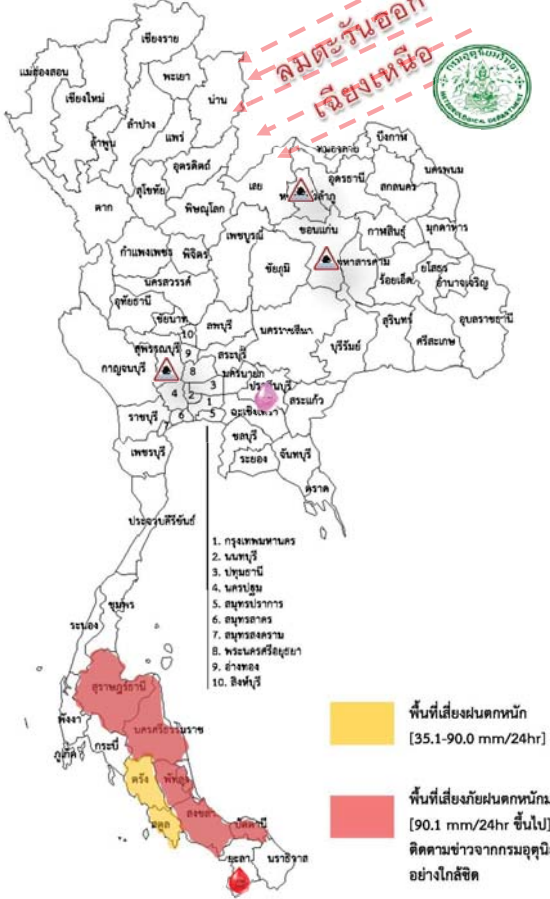 ลมตะวันออก
เฉียงเหนือ
กรมอุตุนิยมวิทยา
METEOROLOGICAL DEPARTMENT
เชียงราย
แม่ฮ่องสอน
เชียงใหม่
พะเยา
น่าน
ลำปาง
ลำพูน
แพร่
อุตรดิตถ์
สุโขทัย
ตาก
พิษณุโลก
เลย
หนองคาย
บึงกาฬ
อุดรธานี
สกลนคร
นครพนม
ขอนแก่น
กาฬสินธุ์
มุกดาหาร
เพชรบูรณ์
กำแพงเพชร
พิจิตร
ชัยภูมิ
มหาสารคาม
ร้อยเอ็ด
ยโสธร
อำนาจเจริญ
นครสวรรค์
อุทัยธานี
ชัยนาท
ลพบุรี
นครราชสีมา
บุรีรัมย์
สุรินทร์
ศรีสะเกษ
อุบลราชธานี
10
สุพรรณบุรี
9
สระบุรี
กาญจนบุรี
8
นครนายก
ปราจีนบุรี
4
2
3
1
สระแก้ว
ฉะเชิงเทรา
ราชบุรี
7
6
5
ชลบุรี
เพชรบุรี
ระยอง
จันทบุรี
ตราด
ประจวบคีรีขันธ์
1. กรุงเทพมหานคร
2. นนทบุรี
3. ปทุมธานี
4. นครปฐม
5. สมุทรปราการ
6. สมุทรสาคร
7. สมุทรสงคราม
8. พระนครศรีอยุธยา
9. อ่างทอง
10. สิงห์บุรี
ชุมพร
ระนอง
สุราษฎร์ธานี
พังงา
นครศรีธรรมราช
ภูเก็ต
กระบี่
ตรัง
พัทลุง
สงขลา
สตูล
ปัตตานี
ยะลา
นราธิวาส
พื้นที่เสี่ยงฝนตกหนัก
[35.1-90.0 mm/24hr]
พื้นที่เสี่ยงภัยฝนตกหนักม
[90.1 mm/24hr ขึ้นไป]
ติดตามข่าวจากกรมอุตุนิ
อย่างใกล้ชิด